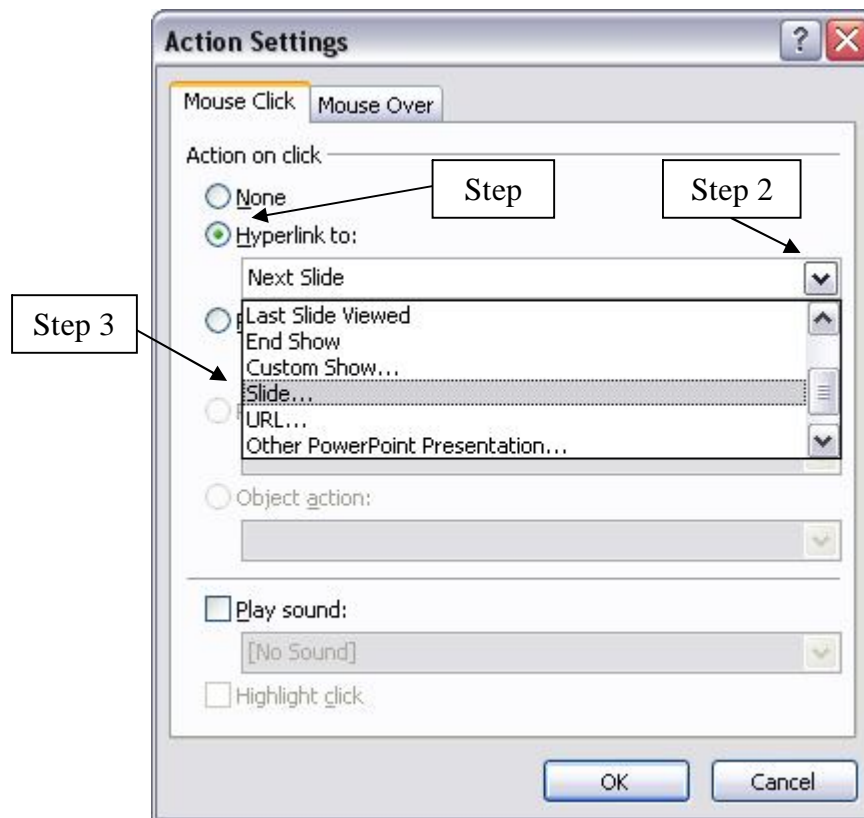 Action Settings
Mouse Click Mouse Over
Action on click
None
Step
Step 2
Hyperlink to:
Next Slide
Step 3
Last Slide Viewed
End Show
Custom Show...
Slide...
URL...
Other PowerPoint Presentation...
Object action:
Play sound:
[No Sound]
Highlight click
OK Cancel